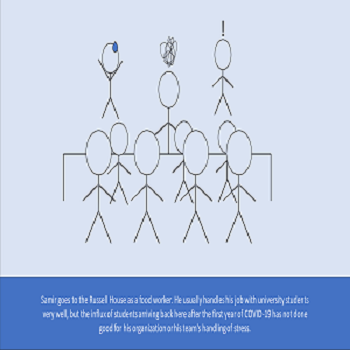 !
Samir goes to the Russell House as a food worker. He usually handles his job with university students
very well, but the influx of students arriving back here after the first year of COVID-19 has not done
good for his organization or his team's handling of stress.